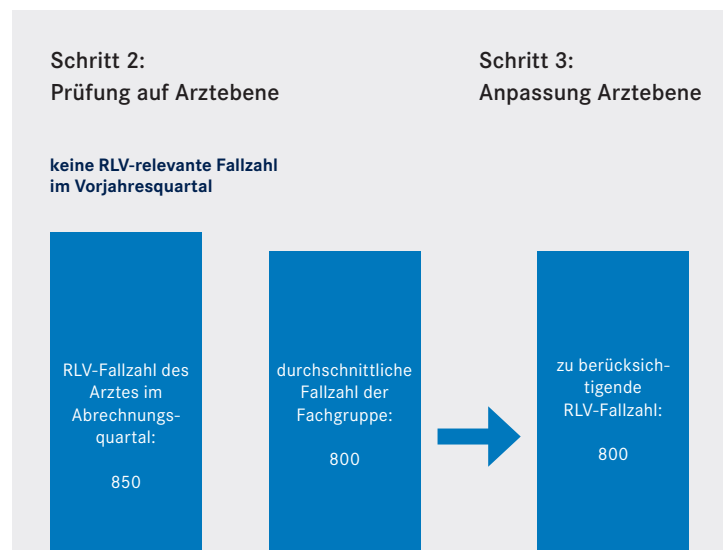 Schritt 2:
Prüfung auf Arztebene
Schritt 3:
Anpassung Arztebene
keine RLV-relevante Fallzahl
im Vorjahresquartal
RLV-Fallzahl des
Arztes im
Abrechnungs-
quartal:
850
durchschnittliche
Fallzahl der
Fachgruppe:
800
zu berücksich-
tigende
RLV-Fallzahl:
800